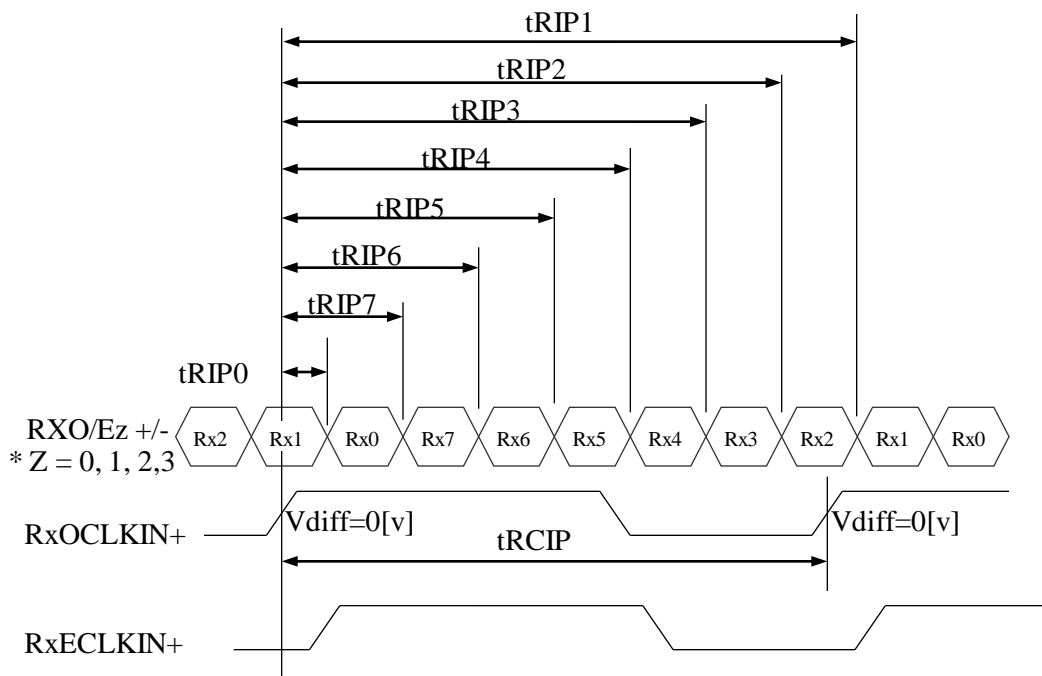 tRIP1
tRIP2
tRIP3
tRIP4
tRIP5
tRIP6
tRIP7
tRIP0
RXO/Ez +/- Rx2 Rx1 Rx0 Rx7 Rx6 Rx5 Rx4 Rx3 Rx2 Rx1 Rx0
* Z = 0, 1, 2,3
RxOCLKIN+ Vdiff=0[v] Vdiff=0[v]
tRCIP
RxECLKIN+